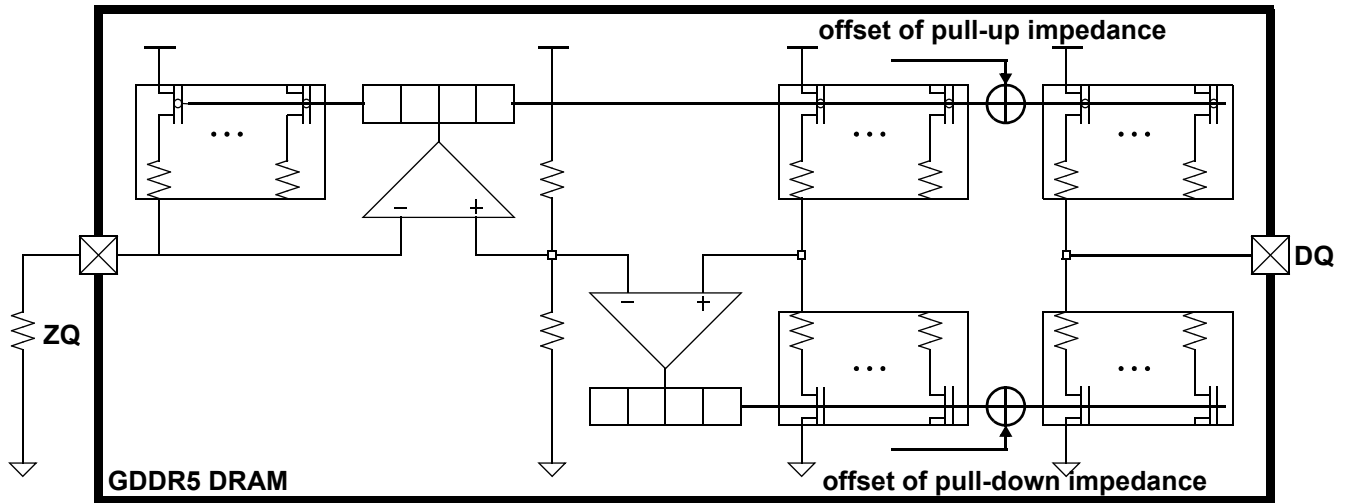 offset of pull-up impedance
− +
DQ
− +
ZQ
GDDR5 DRAM
offset of pull-down impedance